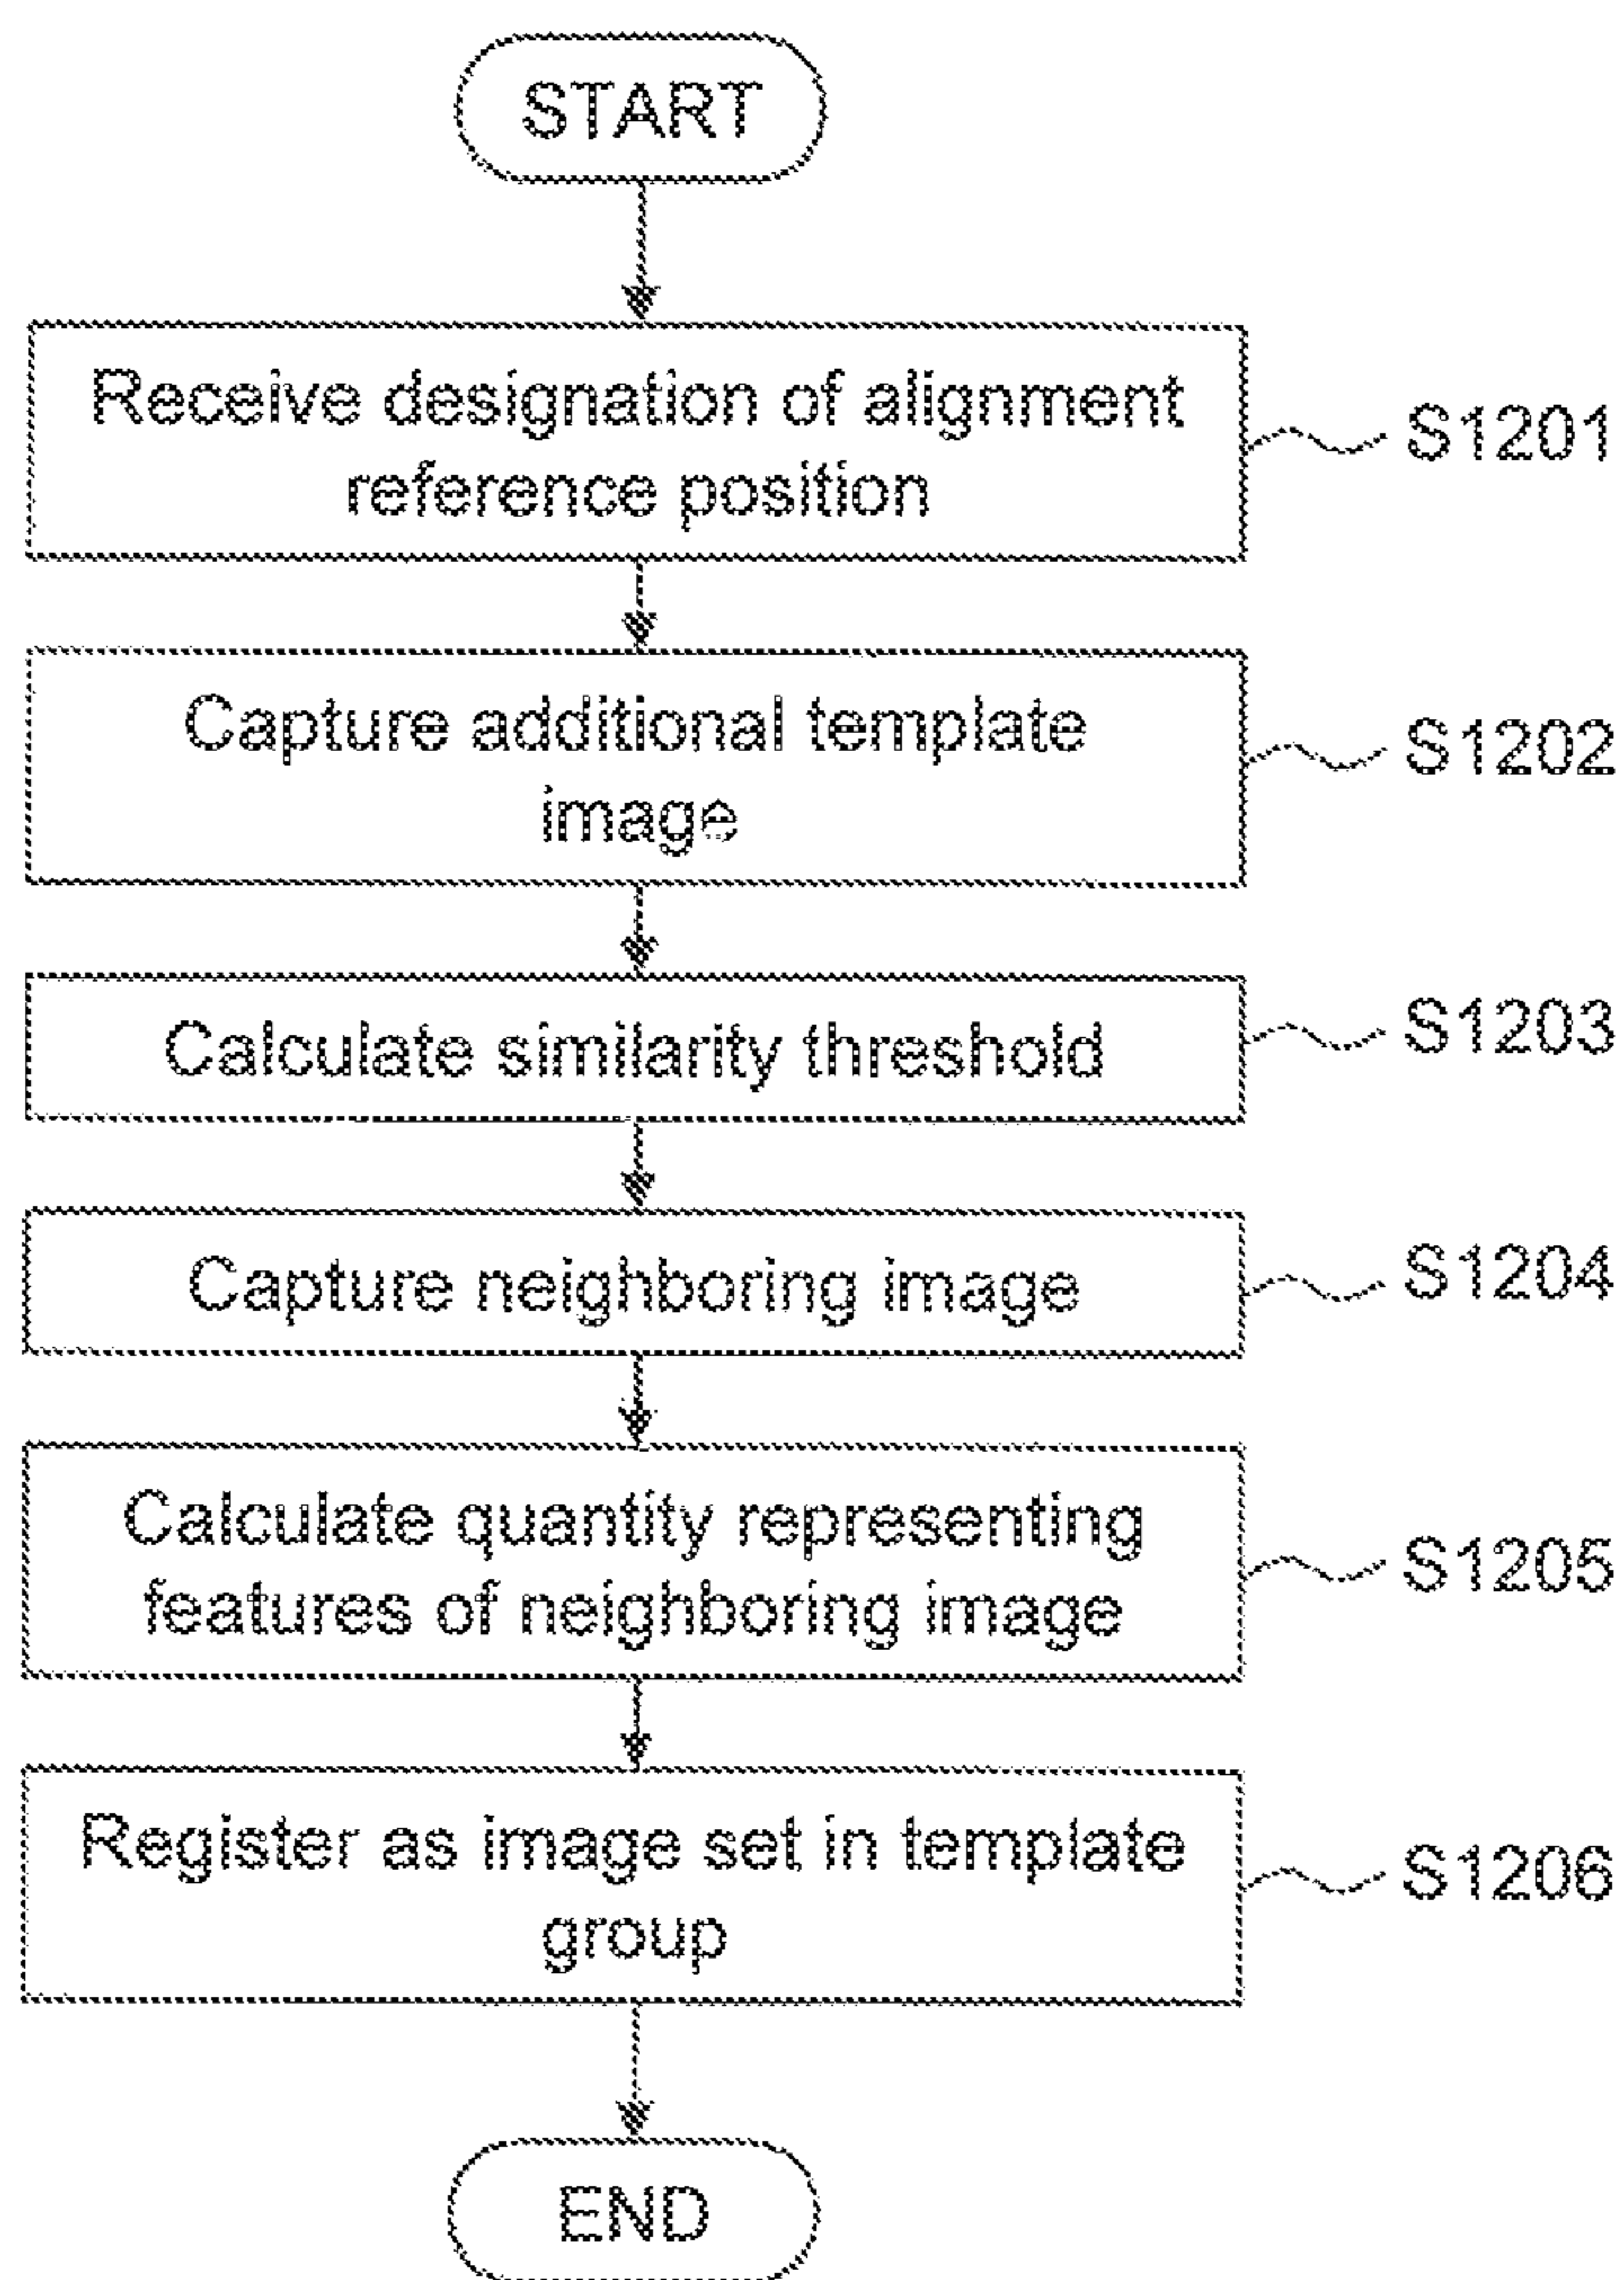 START
Receive designation of alignment
reference position
S1201
Capture additional template
image
S1202
Calculate similarity threshold
S1203
Capture neighboring image
S1204
Calculate quantity representing
features of neighboring image
S1205
Register as image set in template
group
S1206
END